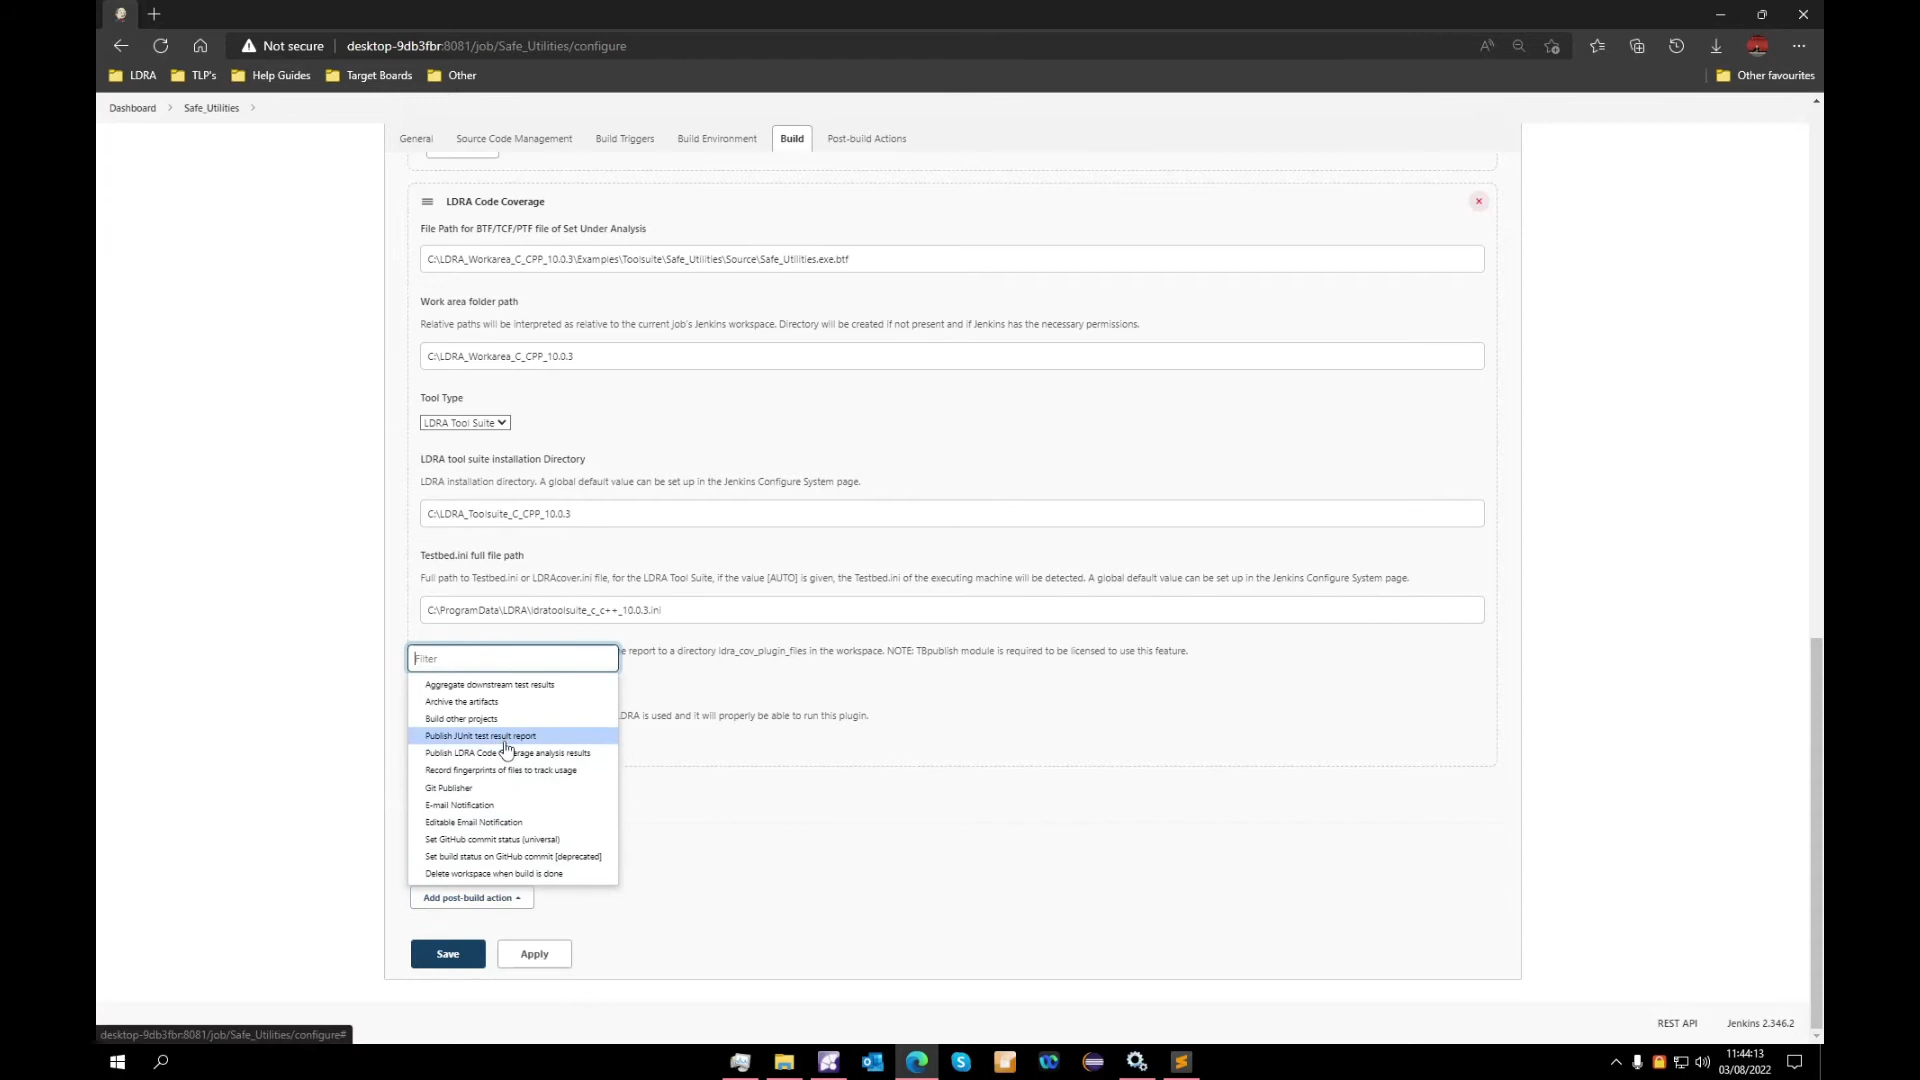 Not secure
desktop-9db3fbr:8081/job/Safe_Utilities/configure
LDRA
TLP's
Help Guides
Target Boards
Other
Other favourites
Dashboard
Safe_Utilities
General
Source Code Management
Build Triggers
Build Environment
Build
Post-build Actions
LDRA Code Coverage
File Path for BTF/TCF/PTF file of Set Under Analysis
C:\LDRA_Workarea_C_CPP_10.0.3\Examples\Toolsuite\Safe_Utilities\Source\Safe_Utilities.exe.btf
Work area folder path
Relative paths will be interpreted as relative to the current job's Jenkins workspace. Directory will be created if not present and if Jenkins has the necessary permissions.
C:\LDRA_Workarea_C_CPP_10.0.3
Tool Type
LDRA Tool Suite
LDRA tool suite installation Directory
LDRA installation directory. A global default value can be set up in the Jenkins Configure System page.
C:\LDRA_Toolsuite_C_CPP_10.0.3
Testbed.ini full file path
Full path to Testbed.ini or LDRAcover.ini file, for the LDRA Tool Suite, if the value [AUTO] is given, the Testbed.ini of the executing machine will be detected. A global default value can be set up in the Jenkins Configure System page.
C:\ProgramData\LDRA\ldratoolsuite_c_c++_10.0.3.ini
e report to a directory ldra_cov_plugin_files in the workspace. NOTE: TBpublish module is required to be licensed to use this feature.
Filter
Aggregate downstream test results
Archive the artifacts
LDRA is used and it will properly be able to run this plugin.
Build other projects
Publish JUnit test result report
Publish LDRA Code erage analysis results
Record fingerprints of files to track usage
Git Publisher
E-mail Notification
Editable Email Notification
Set GitHub commit status (universal)
Set build status on GitHub commit [deprecated]
Delete workspace when build is done
Add post-build action
Save
Apply
REST API
Jenkins 2.346.2
desktop-9db3fbr:8081/job/Safe_Utilities/configure#
11:44:13
03/08/2022